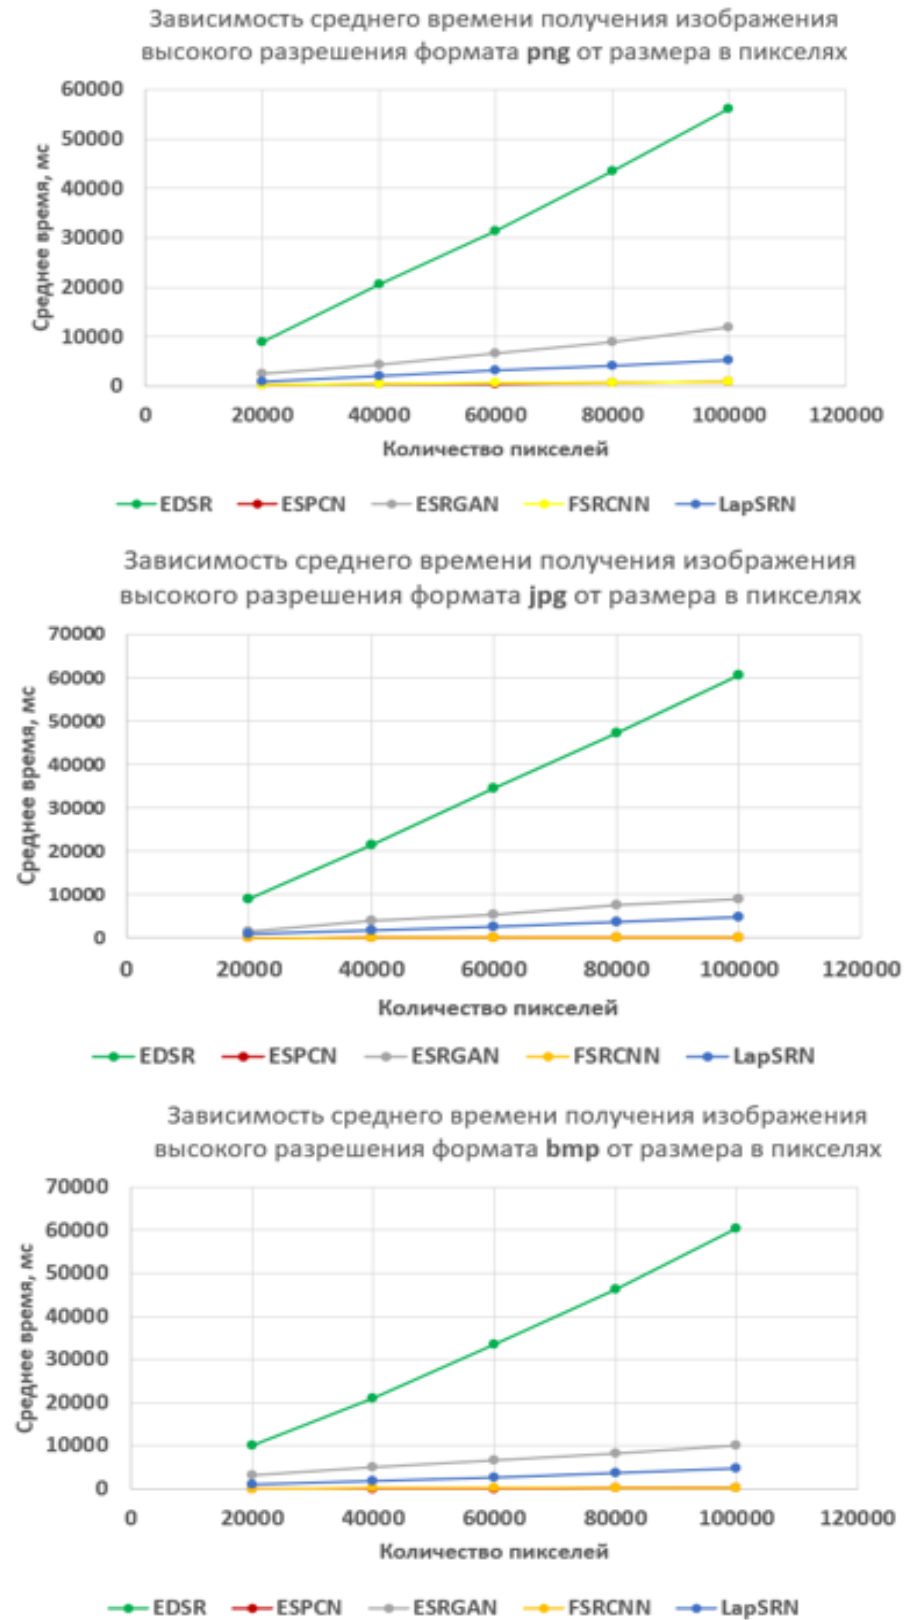 Зависимость среднего времени получения изображения
высокого разрешения формата png от размера в пикселях
60000
50000
40000
30000
20000
10000
0
Среднее время, мс
0 20000 40000 60000 80000 100000 120000
Количество пикселей
EDSR ESPCN ESRGAN FSRCNN LapSRN
Зависимость среднего времени получения изображения
высокого разрешения формата jpg от размера в пикселях
70000
60000
50000
40000
30000
20000
10000
0
Среднее время, мс
0 20000 40000 60000 80000 100000 120000
Количество пикселей
EDSR ESPCN ESRGAN FSRCNN LapSRN
Зависимость среднего времени получения изображения
высокого разрешения формата bmp от размера в пикселях
70000
60000
50000
40000
30000
20000
10000
0
Среднее время, мс
0 20000 40000 60000 80000 100000 120000
Количество пикселей
EDSR ESPCN ESRGAN FSRCNN LapSRN